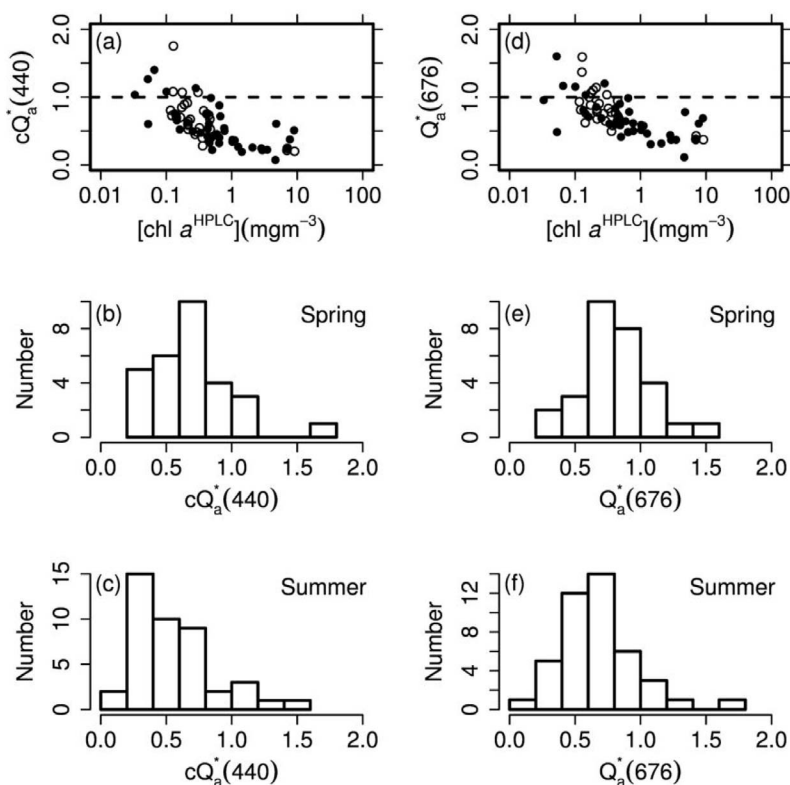 (a)
cQ*a(440)
0.0 1.0 2.0
0.01 0.1 1 10 100
[chl a^HPLC](mgm−3)
(d)
Q*a(676)
0.0 1.0 2.0
0.01 0.1 1 10 100
[chl a^HPLC](mgm−3)
(b) Spring
Number
0 4 8
0.0 0.5 1.0 1.5 2.0
cQ*a(440)
(e) Spring
Number
0 4 8
0.0 0.5 1.0 1.5 2.0
Q*a(676)
(c) Summer
Number
0 5 10 15
0.0 0.5 1.0 1.5 2.0
cQ*a(440)
(f) Summer
Number
0 4 8 12
0.0 0.5 1.0 1.5 2.0
Q*a(676)